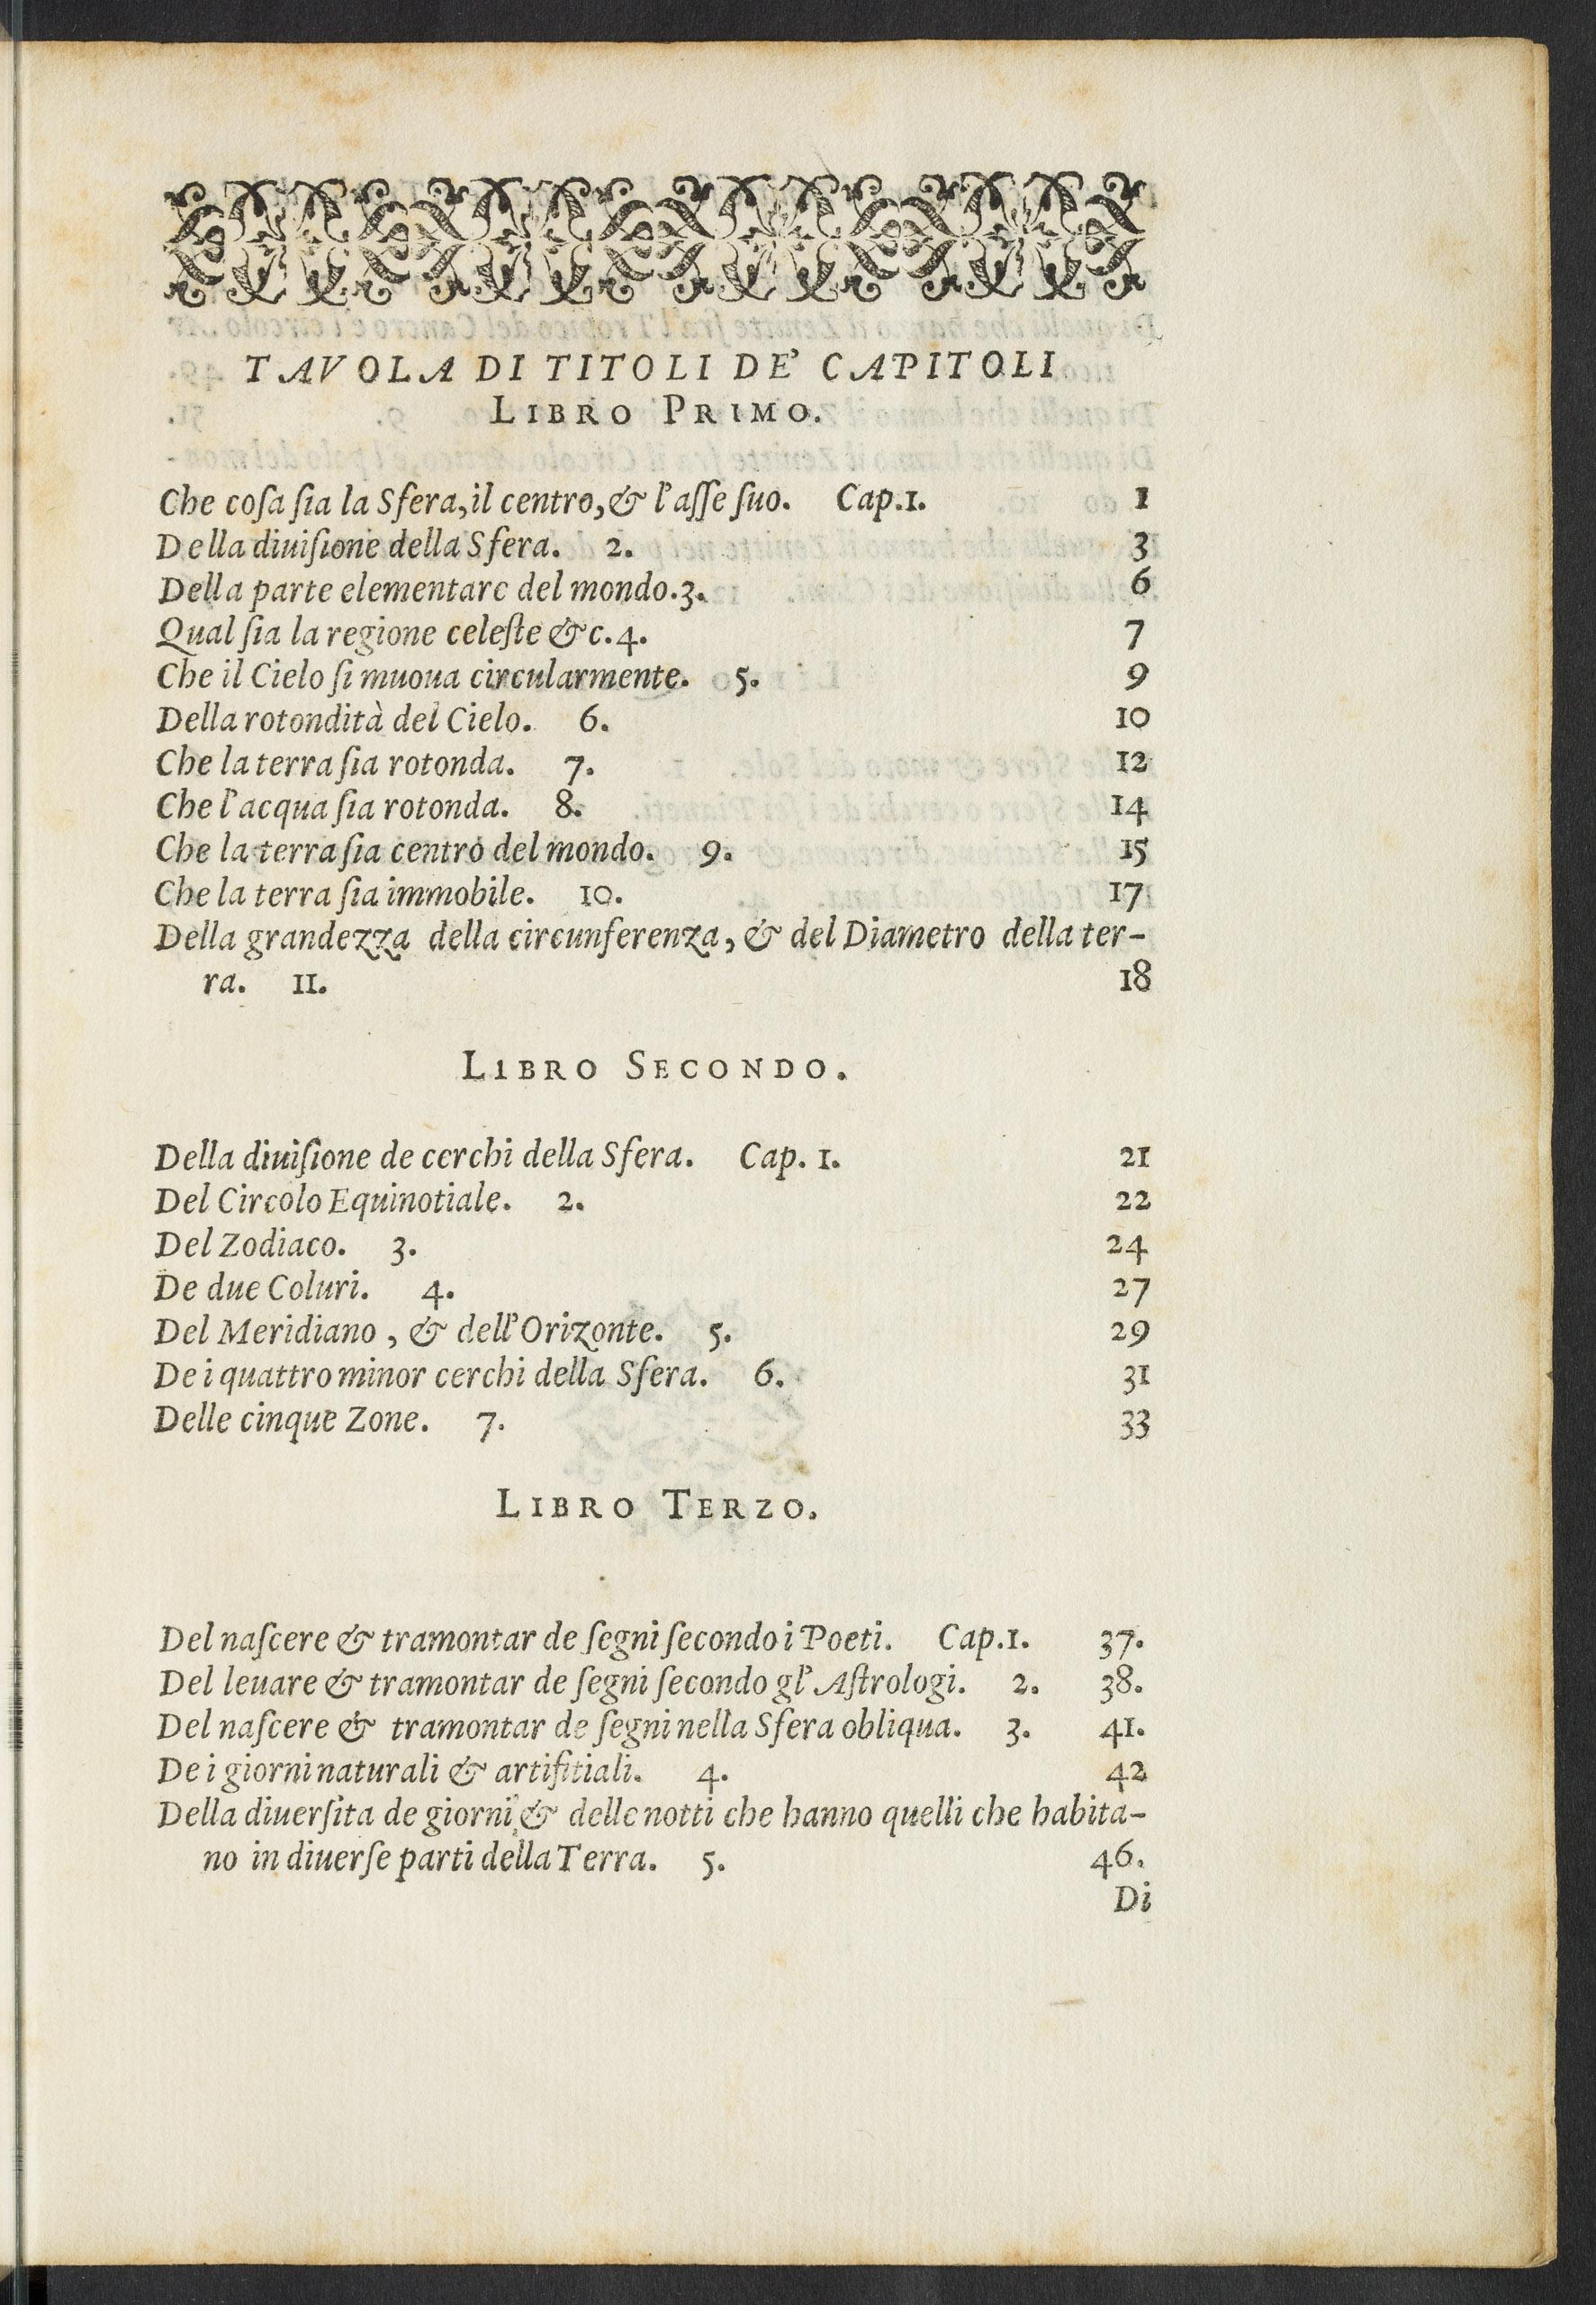 TAVOLA DI TITOLI DE' CAPITOLI
LIBRO PRIMO.
Che coſa ſia la Sfera, il centro, & l'aſſe ſuo. Cap.1. 1
Della diuiſione della Sfera. 2. 3
Della parte elementare del mondo.3. 6
Qual ſia la regione celeſte &c.4. 7
Che il Cielo ſi muoua circularmente. 5. 9
Della rotondità del Cielo. 6. 10
Che la terra ſia rotonda. 7. 12
Che l'acqua ſia rotonda. 8. 14
Che la terra ſia centro del mondo. 9. 15
Che la terra ſia immobile. 10. 17
Della grandezza della circunferenza, & del Diametro della ter-
ra. 11. 18
LIBRO SECONDO.
Della diuiſione de cerchi della Sfera. Cap. 1. 21
Del Circolo Equinotiale. 2. 22
Del Zodiaco. 3. 24
De due Coluri. 4. 27
Del Meridiano, & dell'Orizonte. 5. 29
De i quattro minor cerchi della Sfera. 6. 31
Delle cinque Zone. 7. 33
LIBRO TERZO.
Del naſcere & tramontar de ſegni ſecondo i Poeti. Cap.1. 37.
Del leuare & tramontar de ſegni ſecondo gl'Aſtrologi. 2. 38.
Del naſcere & tramontar de ſegni nella Sfera obliqua. 3. 41.
De i giorni naturali & artifitiali. 4. 42
Della diuerſita de giorni, & delle notti che hanno quelli che habita-
no in diuerſe parti della Terra. 5. 46.
Di